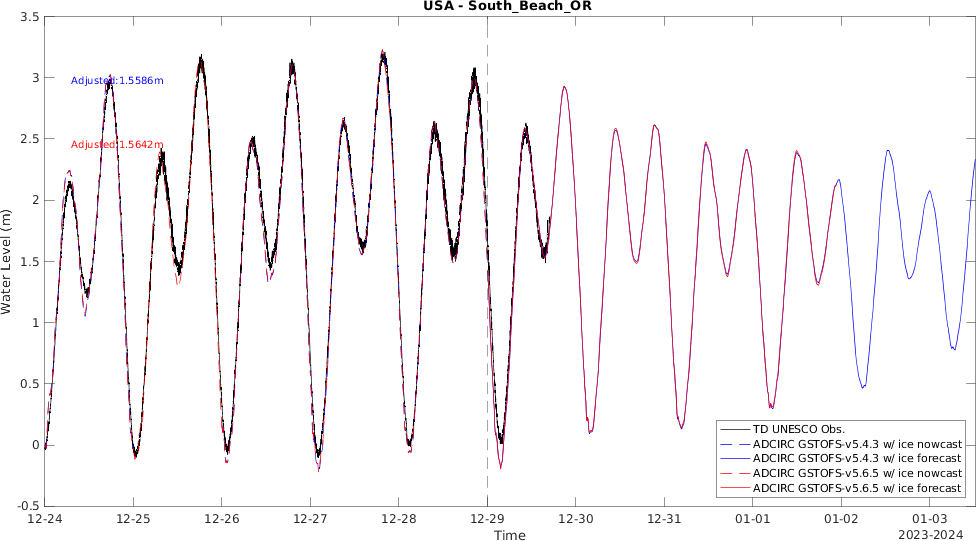 USA - South_Beach_OR
3.5
3
2.5
2
1.5
1
0.5
0
-0.5
Water Level (m)
Adjusted:1.5586m
Adjusted:1.5642m
TD UNESCO Obs.
ADCIRC GSTOFS-v5.4.3 w/ ice nowcast
ADCIRC GSTOFS-v5.4.3 w/ ice forecast
ADCIRC GSTOFS-v5.6.5 w/ ice nowcast
ADCIRC GSTOFS-v5.6.5 w/ ice forecast
12-24 12-25 12-26 12-27 12-28 12-29 12-30 12-31 01-01 01-02 01-03
Time
2023-2024